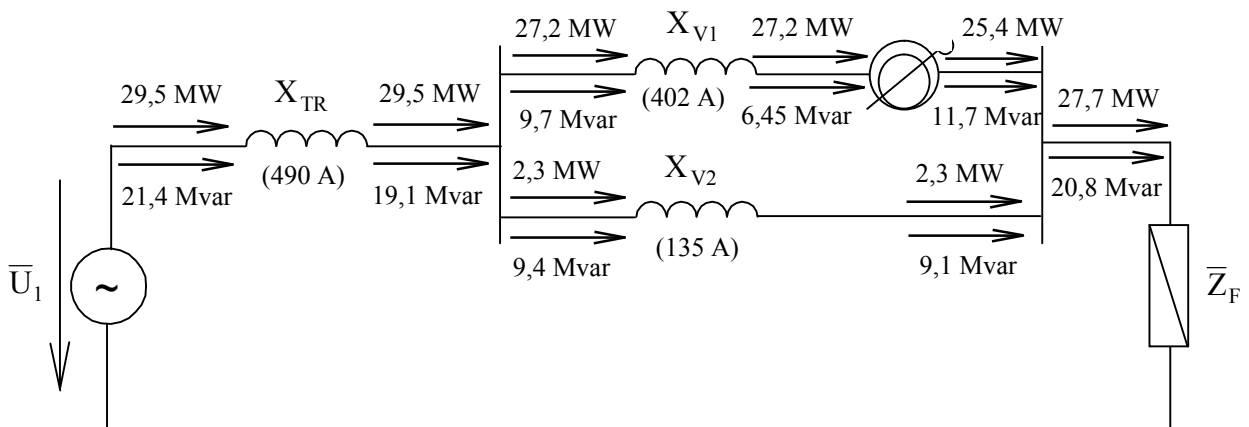 27,2 MW
X_V1
27,2 MW
25,4 MW
(402 A)
9,7 Mvar
6,45 Mvar
11,7 Mvar
29,5 MW
X_TR
29,5 MW
27,7 MW
(490 A)
21,4 Mvar
19,1 Mvar
20,8 Mvar
2,3 MW
X_V2
2,3 MW
(135 A)
9,4 Mvar
9,1 Mvar
U̅_1
~
Z̅_F